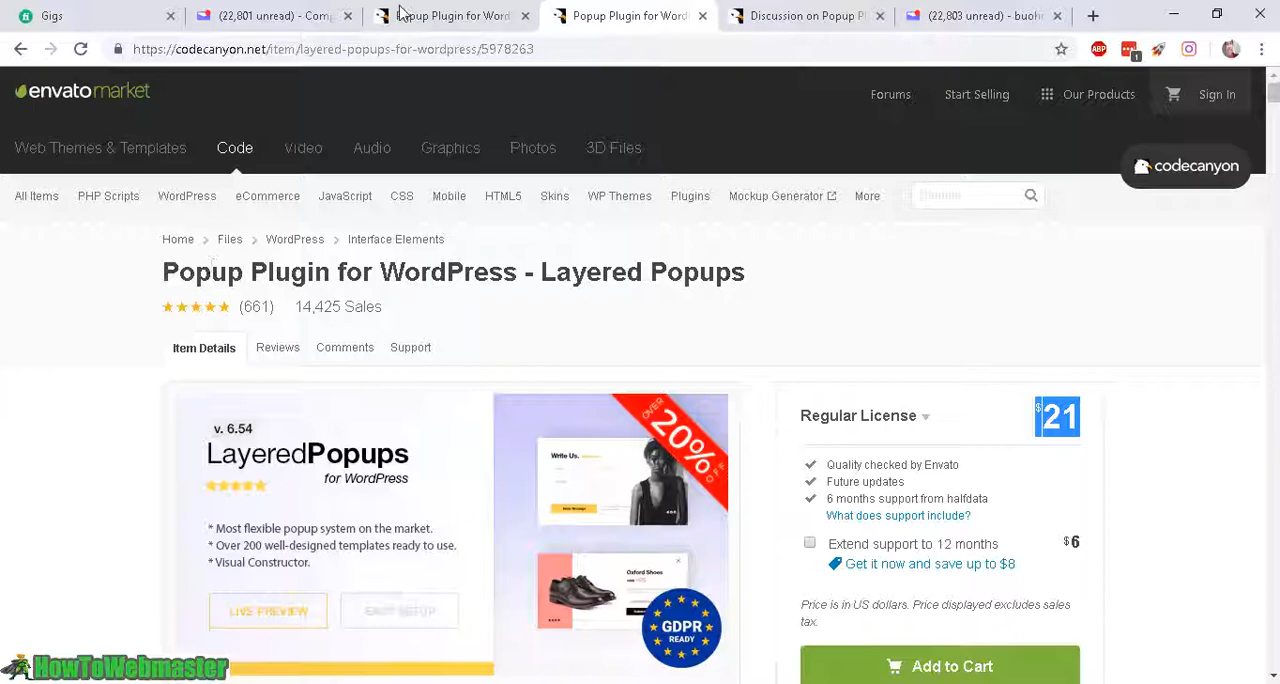 Gigs
(22,801 unread) - Comp
Popup Plugin for Word
Popup Plugin for Word
Discussion on Popup Pl
(22,803 unread) - buohr
https://codecanyon.net/item/layered-popups-for-wordpress/5978263
ABP
1
envato market
Forums
Start Selling
Our Products
Sign In
Web Themes & Templates
Code
Video
Audio
Graphics
Photos
3D Files
codecanyon
All Items
PHP Scripts
WordPress
eCommerce
JavaScript
CSS
Mobile
HTML5
Skins
WP Themes
Plugins
Mockup Generator
More
Home > Files > WordPress > Interface Elements
Popup Plugin for WordPress - Layered Popups
(661) 14,425 Sales
Item Details
Reviews
Comments
Support
v. 6.54
LayeredPopups
for WordPress
* Most flexible popup system on the market.
* Over 200 well-designed templates ready to use.
* Visual Constructor.
LIVE PREVIEW
OVER
20%
OFF
Write Us.
Oxford Shoes
GDPR
READY
Regular License
$21
Quality checked by Envato
Future updates
6 months support from halfdata
What does support include?
Extend support to 12 months
$6
Get it now and save up to $8
Price is in US dollars. Price displayed excludes sales
tax.
Add to Cart
HowToWebmaster